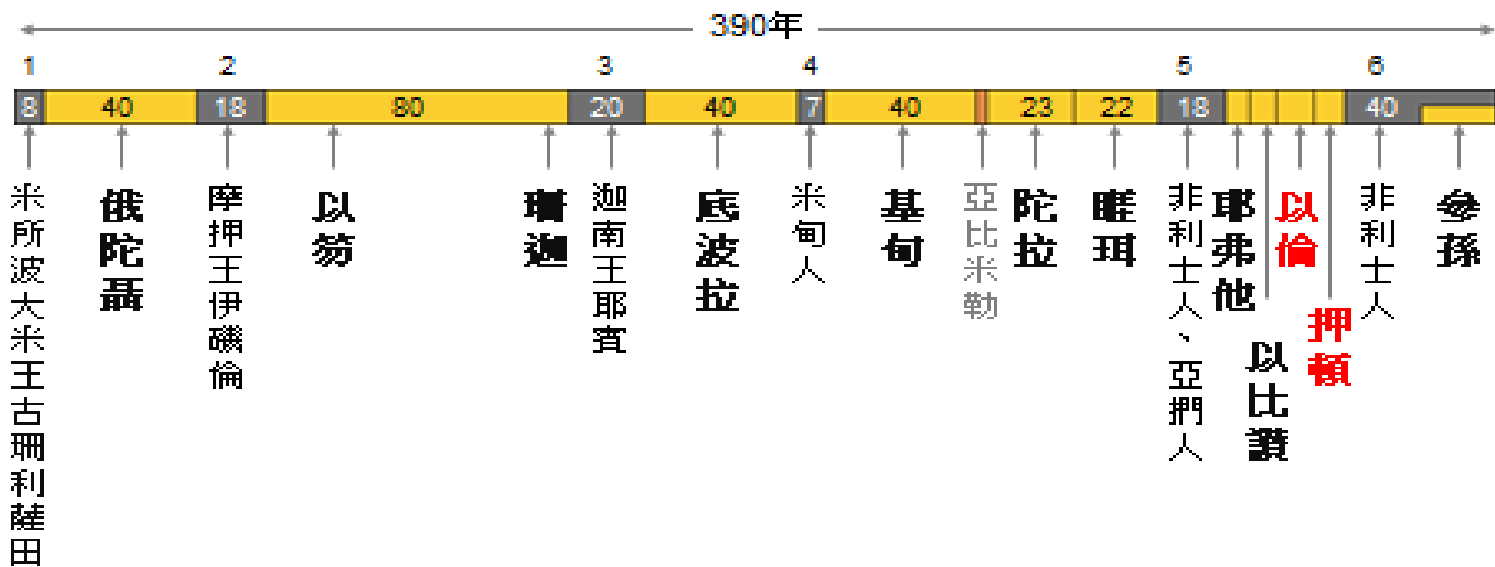 390年
1 2 3 4 5 6
8 40 18 80 20 40 7 40 23 22 18 40
米所波大米王古珊利薩田
俄陀聶
摩押王伊磯倫
以笏
珊迦
迦南王耶賓
底波拉
米甸人
基甸
亞比米勒
陀拉
睚珥
非利士人、亞捫人
耶弗他
以比讚
以倫
押頓
非利士人
參孫